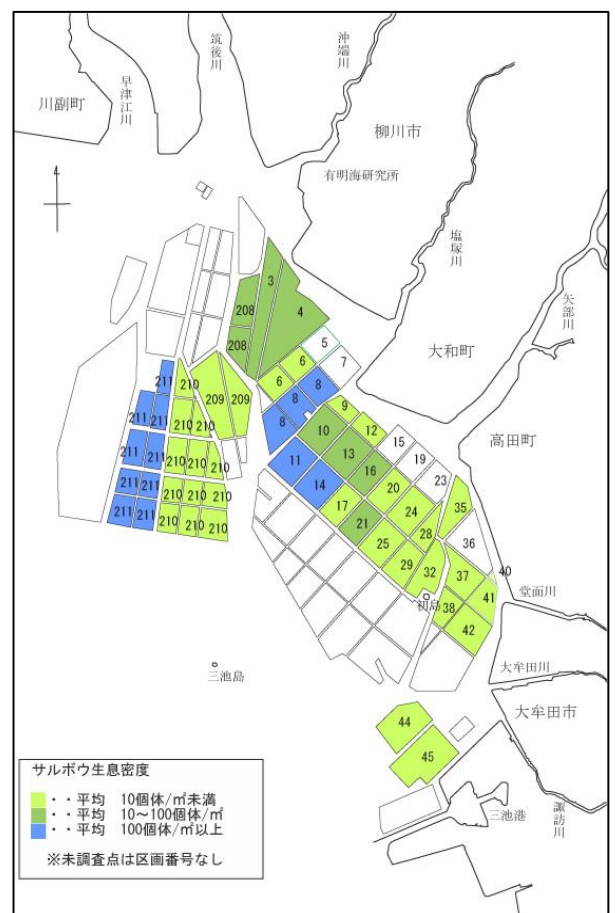 筑後川
沖端川
早津江川
川副町
柳川市
有明海研究所
塩塚川
矢部川
大和町
高田町
3
4
208
208
5
7
6
6
8
8
8
211
210
209
209
9
12
10
13
16
15
19
23
11
14
17
20
24
28
21
25
29
32
35
36
37
40
41
38
42
211
210
210
211
211
210
210
210
211
211
210
210
210
211
211
210
210
210
初島
堂面川
大牟田川
大牟田市
三池島
44
45
三池港
諏訪川
サルボウ生息密度
・・平均 10個体/㎡未満
・・平均 10～100個体/㎡
・・平均 100個体/㎡以上
※未調査点は区画番号なし